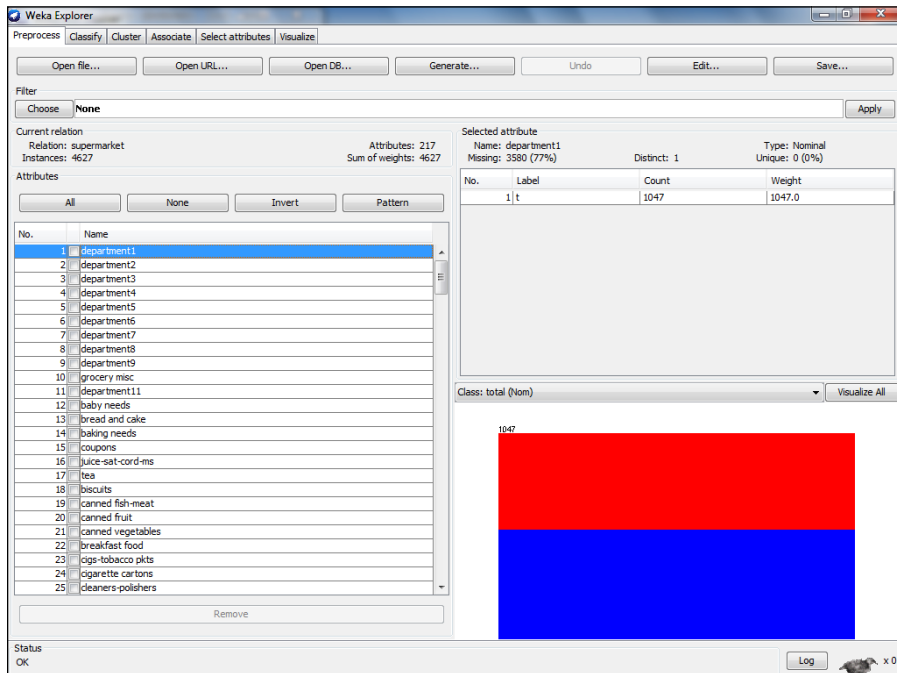 Weka Explorer
Preprocess Classify Cluster Associate Select attributes Visualize
Open file... Open URL... Open DB... Generate... Undo Edit... Save...
Filter
Choose None Apply
Current relation
Relation: supermarket Attributes: 217
Instances: 4627 Sum of weights: 4627
Selected attribute
Name: department1 Type: Nominal
Missing: 3580 (77%) Distinct: 1 Unique: 0 (0%)
Attributes
All None Invert Pattern
No. Name
1 department1
2 department2
3 department3
4 department4
5 department5
6 department6
7 department7
8 department8
9 department9
10 grocery misc
11 department11
12 baby needs
13 bread and cake
14 baking needs
15 coupons
16 juice-sat-cord-ms
17 tea
18 biscuits
19 canned fish-meat
20 canned fruit
21 canned vegetables
22 breakfast food
23 cigs-tobacco pkts
24 cigarette cartons
25 cleaners-polishers
Remove
No. Label Count Weight
1 t 1047 1047.0
Class: total (Nom) Visualize All
1047
Status
OK Log x 0